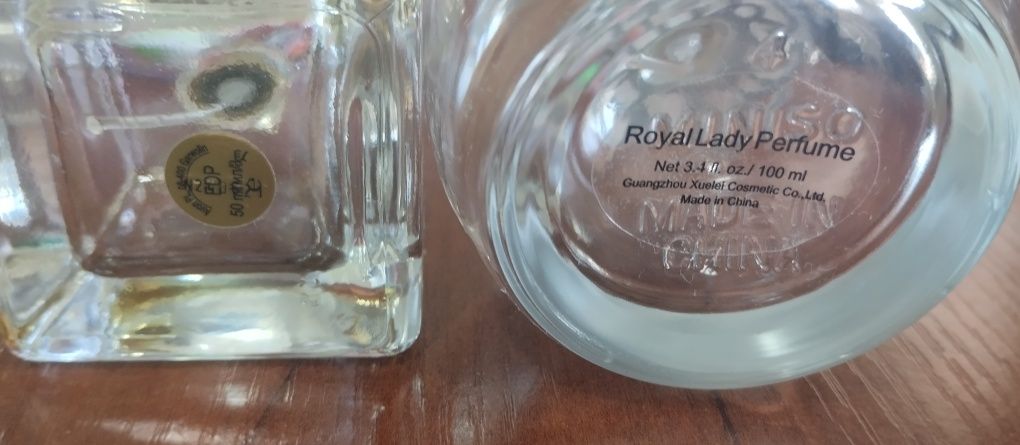 EDP
MINISO
Royal Lady Perfume
Net 3.4 fl. oz./ 100 ml
Guangzhou Xuelei Cosmetic Co.,Ltd.
Made in China
MADE IN
CHINA